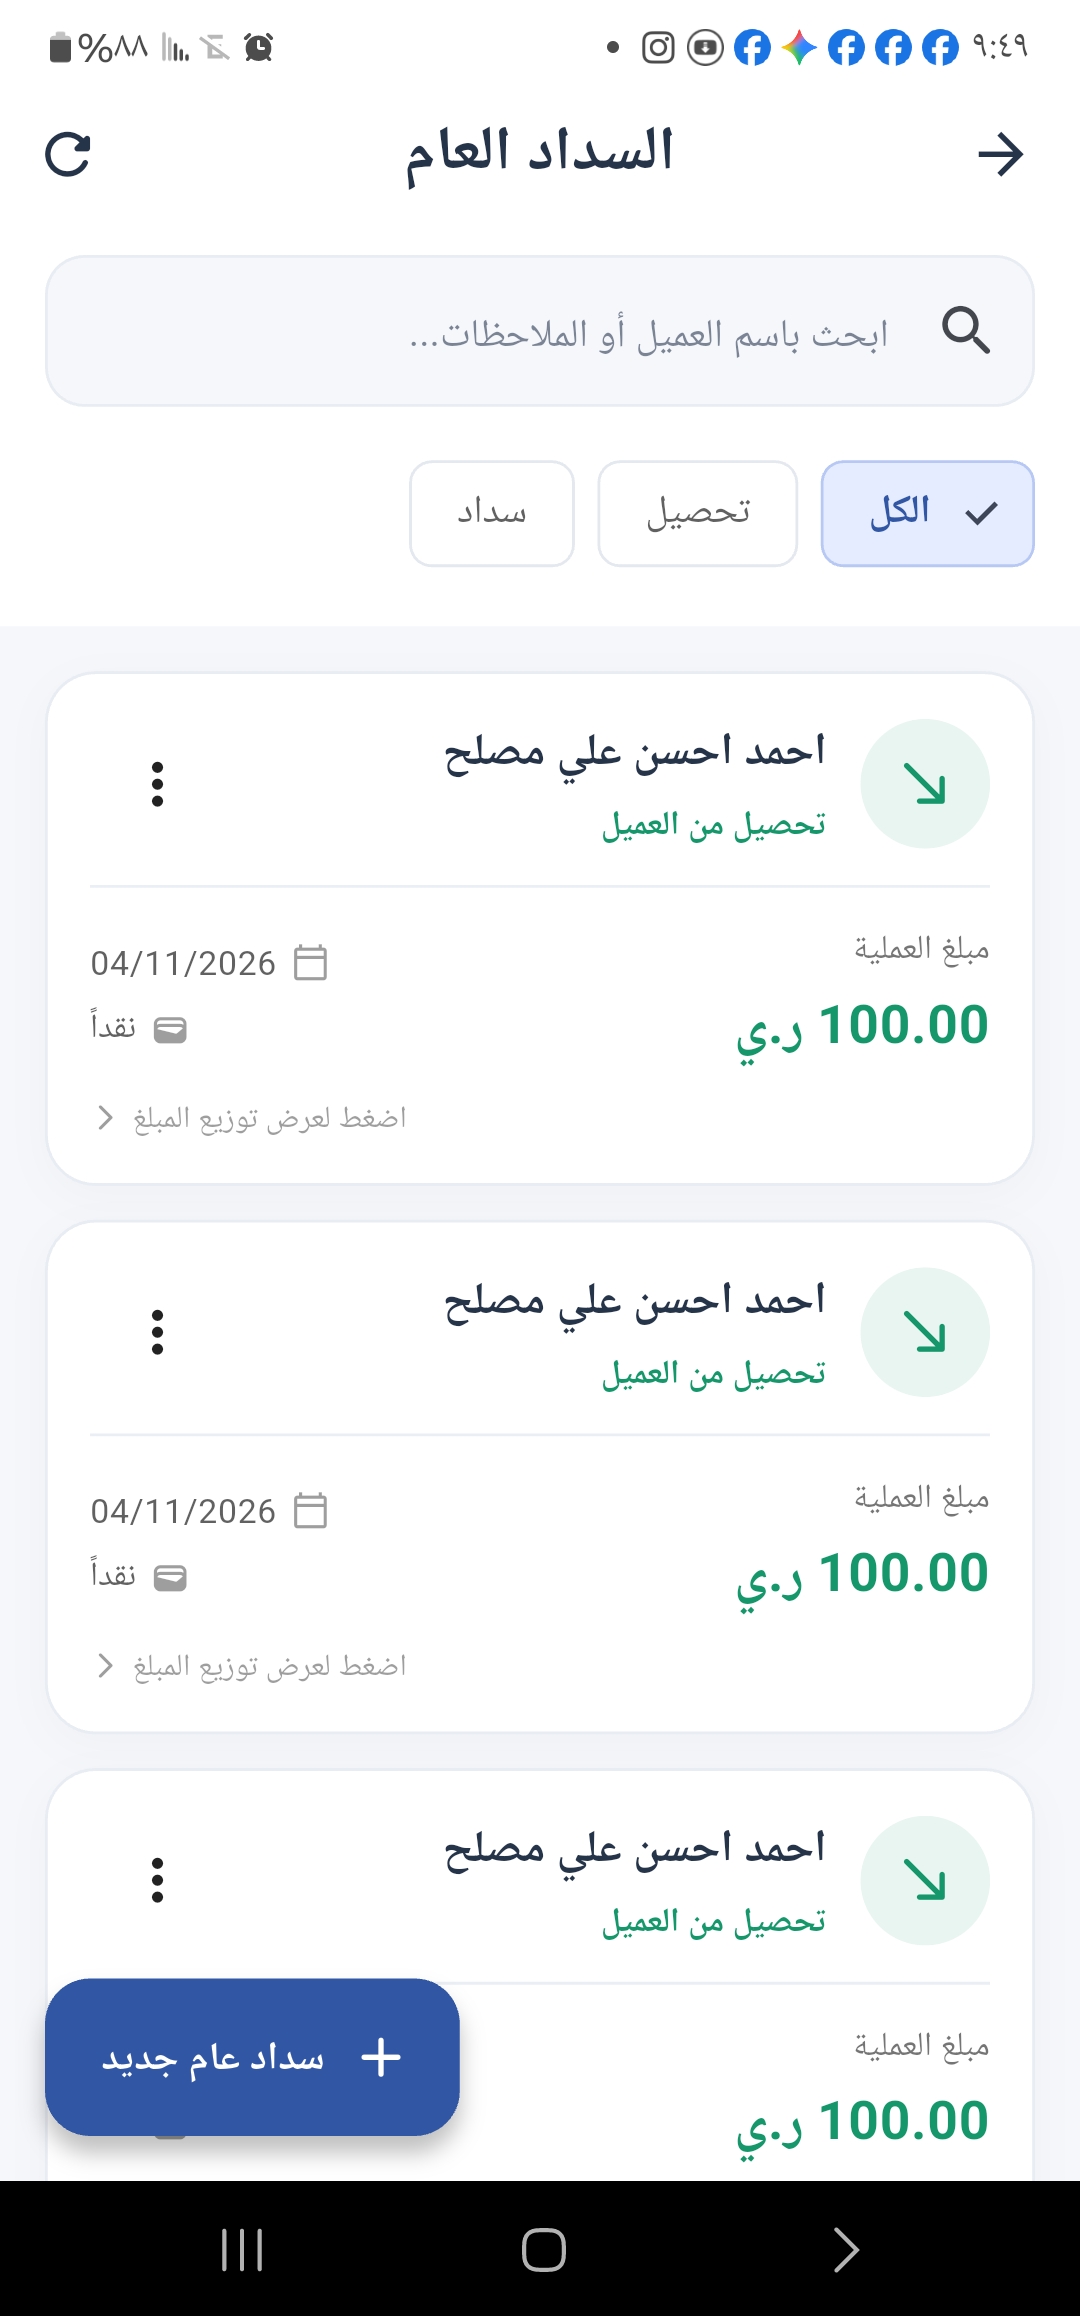 ٩:٤٩
%٨٨
السداد العام
ابحث باسم العميل أو الملاحظات...
الكل
تحصيل
سداد
احمد احسن علي مصلح
تحصيل من العميل
مبلغ العملية
100.00 ر.ي
04/11/2026
نقداً
اضغط لعرض توزيع المبلغ
احمد احسن علي مصلح
تحصيل من العميل
مبلغ العملية
100.00 ر.ي
04/11/2026
نقداً
اضغط لعرض توزيع المبلغ
احمد احسن علي مصلح
تحصيل من العميل
مبلغ العملية
100.00 ر.ي
سداد عام جديد